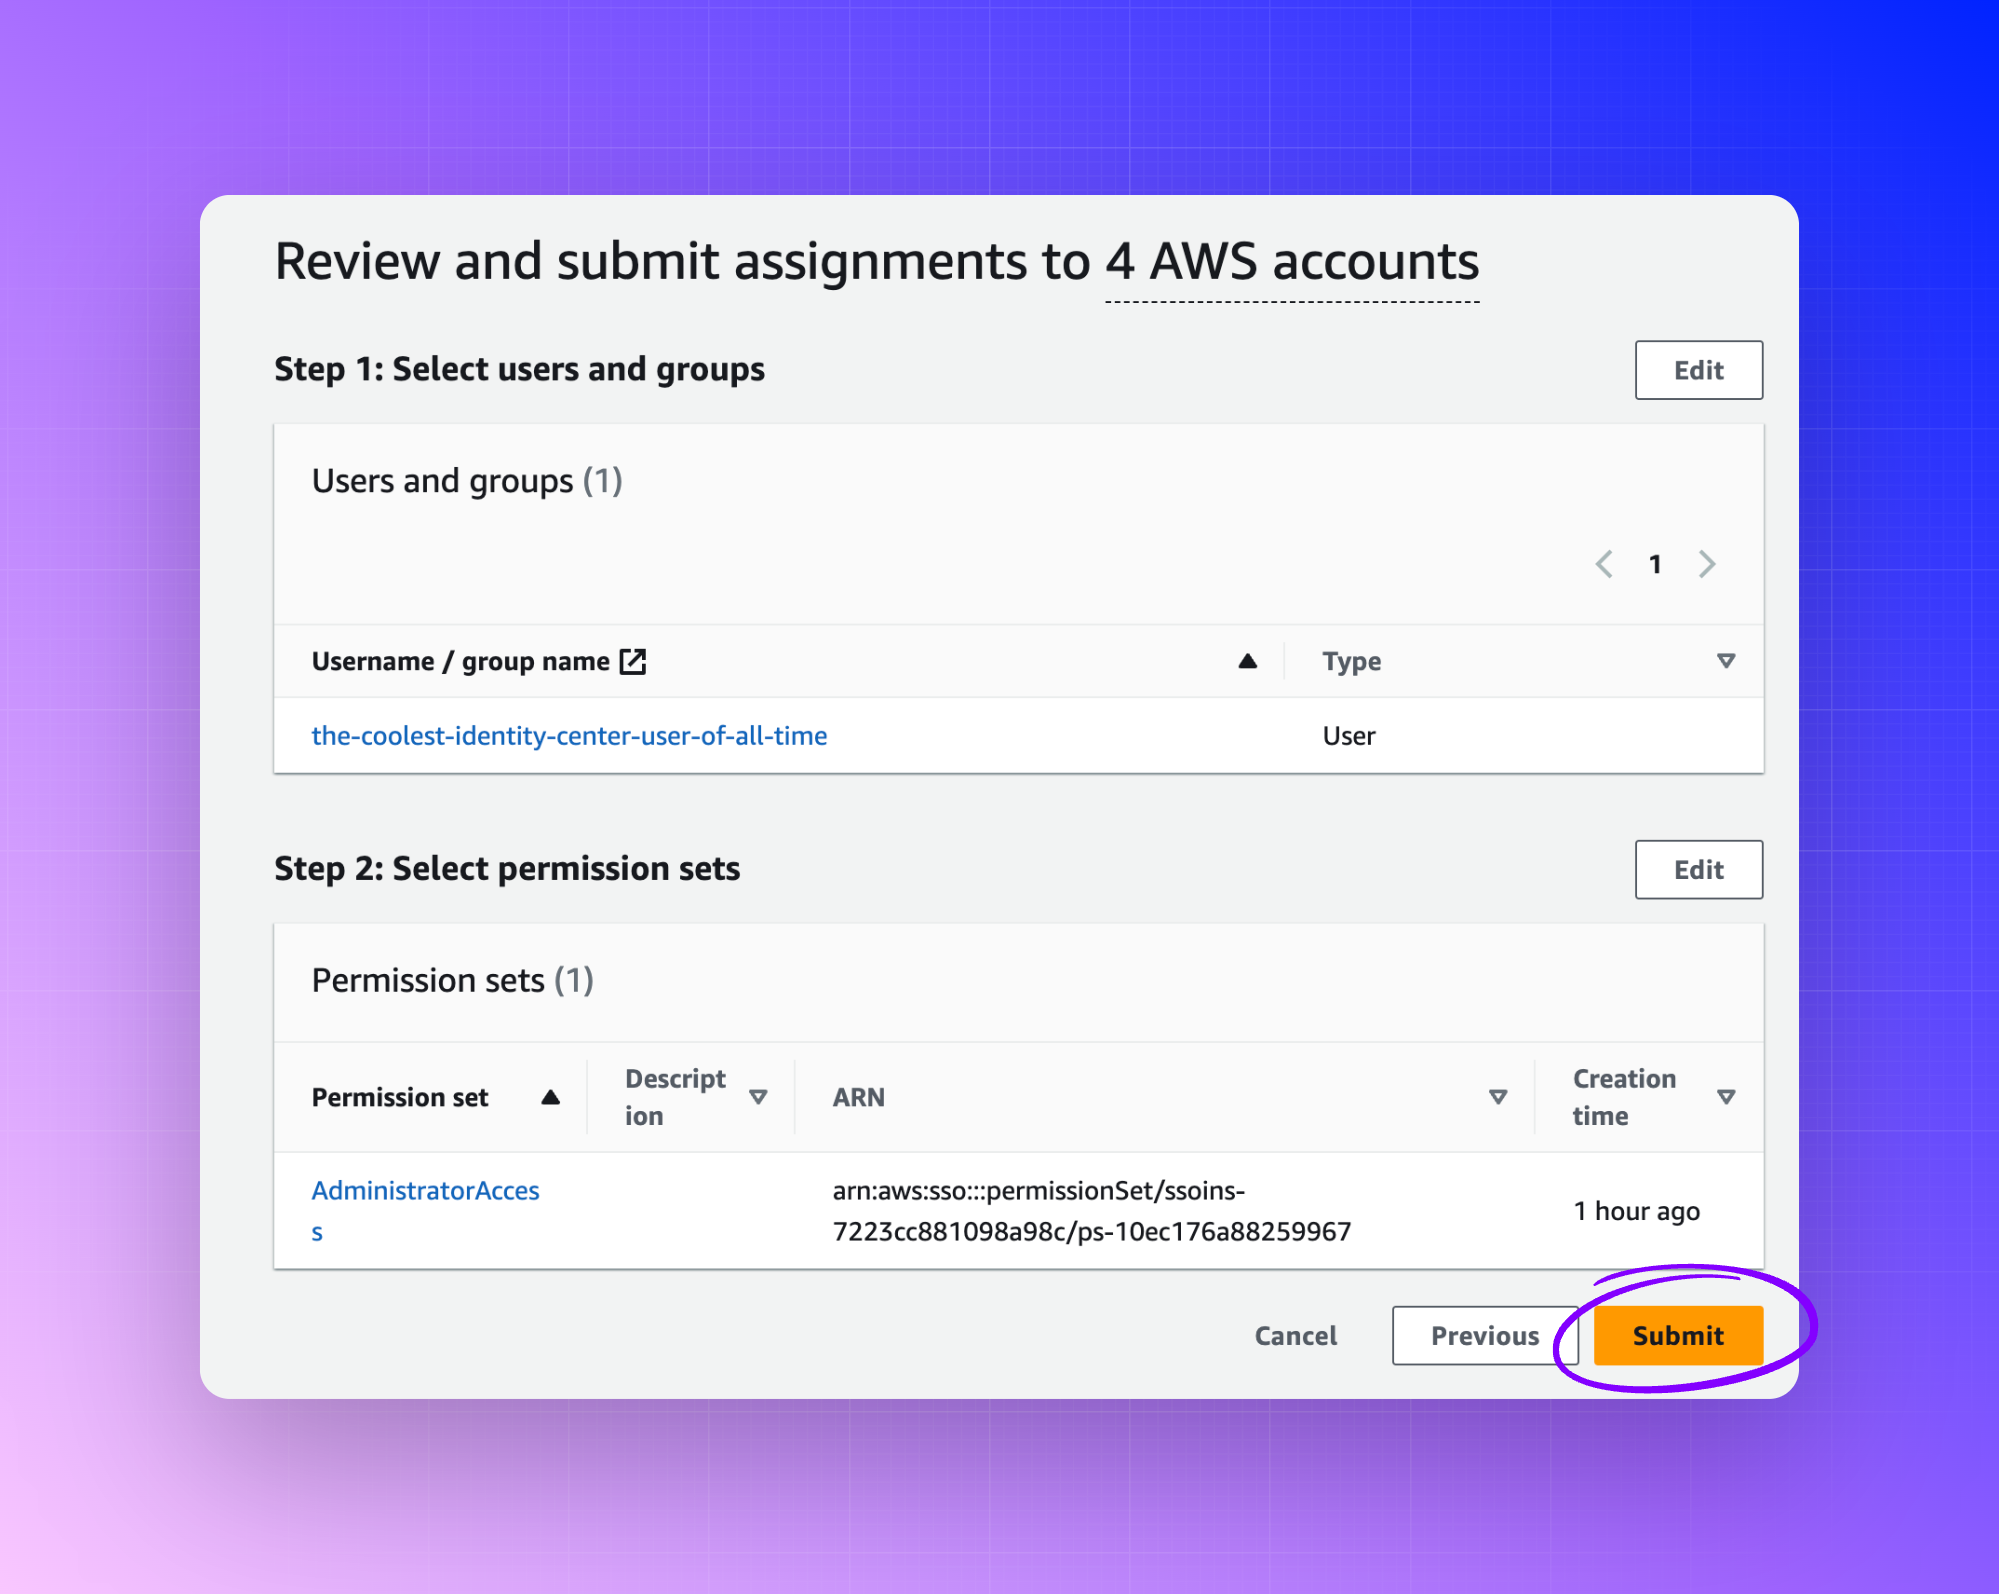 Review and submit assignments to 4 AWS accounts
Step 1: Select users and groups
Edit
Users and groups (1)
1
Username / group name
Type
the-coolest-identity-center-user-of-all-time
User
Step 2: Select permission sets
Edit
Permission sets (1)
Permission set
Descript
ion
ARN
Creation
time
AdministratorAcces
s
arn:aws:sso:::permissionSet/ssoins-
7223cc881098a98c/ps-10ec176a88259967
1 hour ago
Cancel
Previous
Submit